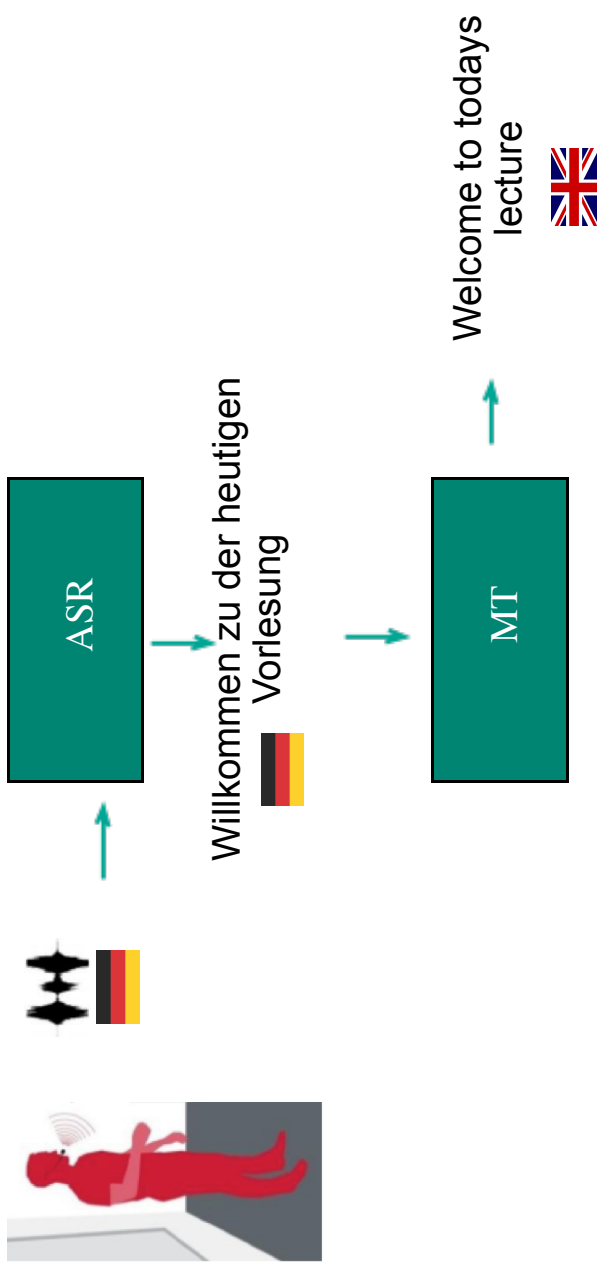 ASR
Willkommen zu der heutigen
Vorlesung
MT
Welcome to todays
lecture